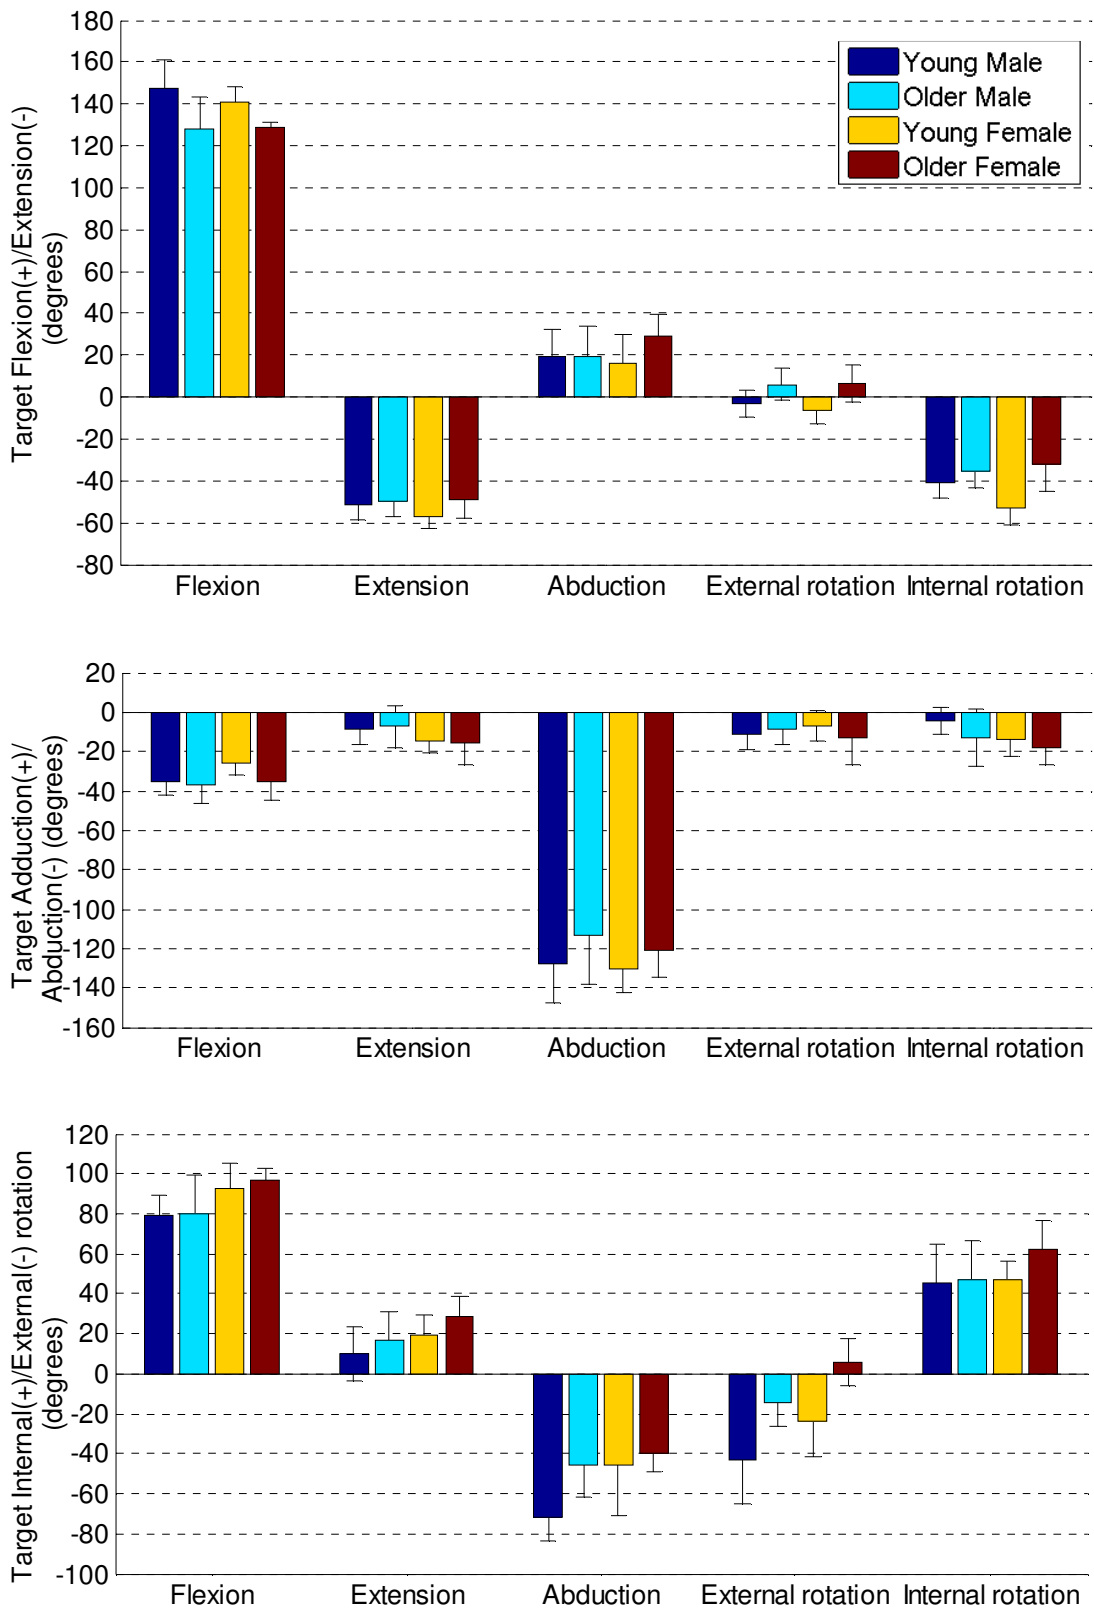 180
160
140
120
100
80
60
40
20
0
-20
-40
-60
-80
Target Flexion(+)/Extension(-)
(degrees)
Young Male
Older Male
Young Female
Older Female
Flexion Extension Abduction External rotation Internal rotation
20
0
-20
-40
-60
-80
-100
-120
-140
-160
Target Adduction(+)/
Abduction(-) (degrees)
Flexion Extension Abduction External rotation Internal rotation
120
100
80
60
40
20
0
-20
-40
-60
-80
-100
Target Internal(+)/External(-) rotation
(degrees)
Flexion Extension Abduction External rotation Internal rotation